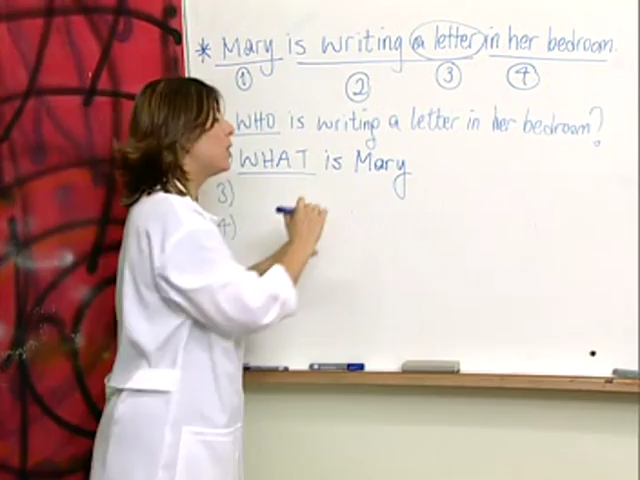 * Mary is writing a letter in her bedroom.
1 2 3 4
WHO is writing a letter in her bedroom?
WHAT is Mary
3)
4)